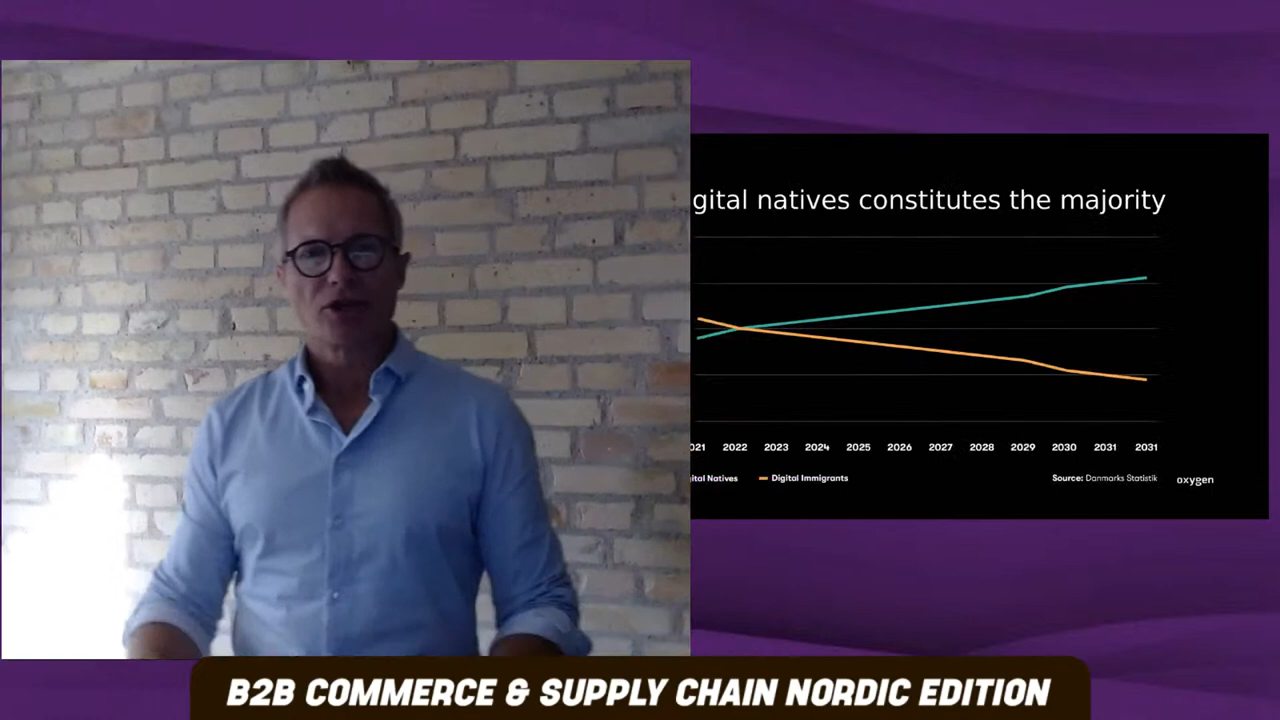 gital natives constitutes the majority
021 2022 2023 2024 2025 2026 2027 2028 2029 2030 2031 2031
gital Natives Digital Immigrants Source: Danmarks Statistik oxygen
B2B COMMERCE & SUPPLY CHAIN NORDIC EDITION